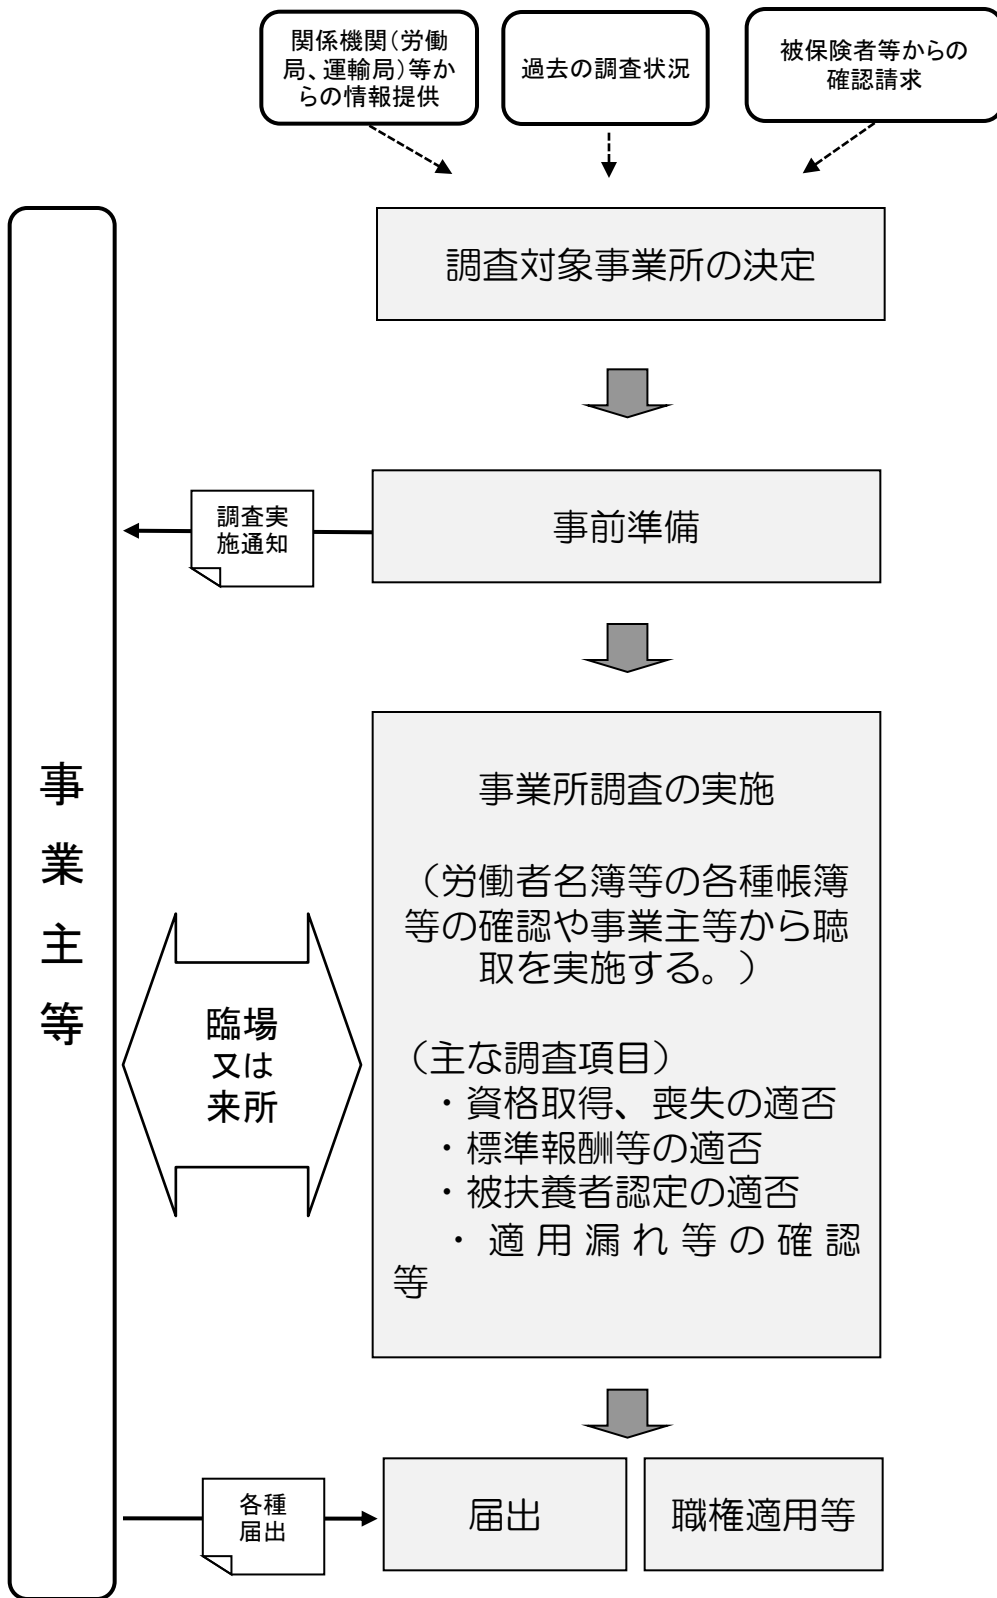 関係機関(労働
局、運輸局)等か
らの情報提供
過去の調査状況
被保険者等からの
確認請求
調査対象事業所の決定
調査実
施通知
事前準備
事業主等
事業所調査の実施
（労働者名簿等の各種帳簿
等の確認や事業主等から聴
取を実施する。）
臨場
又は
来所
（主な調査項目）
・資格取得、喪失の適否
・標準報酬等の適否
・被扶養者認定の適否
・適用漏れ等の確認
等
各種
届出
届出
職権適用等